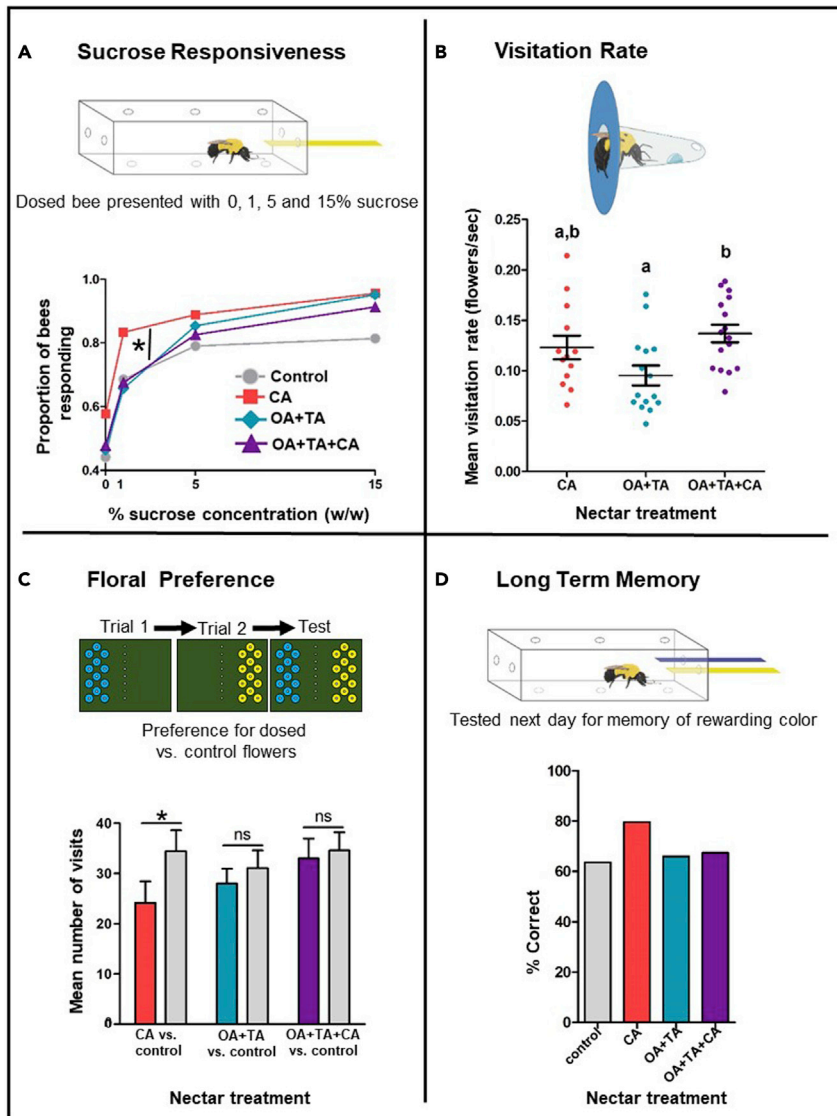 A Sucrose Responsiveness
Dosed bee presented with 0, 1, 5 and 15% sucrose
Proportion of bees
responding
1.0
0.8
0.6
0.4
*
Control
CA
OA+TA
OA+TA+CA
0 1 5 15
% sucrose concentration (w/w)
B Visitation Rate
Mean visitation rate (flowers/sec)
0.25
0.20
0.15
0.10
0.05
0.00
a,b a b
CA OA+TA OA+TA+CA
Nectar treatment
C Floral Preference
Trial 1 Trial 2 Test
Preference for dosed
vs. control flowers
Mean number of visits
40
30
20
10
0
* ns ns
CA vs. OA+TA OA+TA+CA
control vs. control vs. control
Nectar treatment
D Long Term Memory
Tested next day for memory of rewarding color
% Correct
100
80
60
40
20
0
control CA OA+TA OA+TA+CA
Nectar treatment